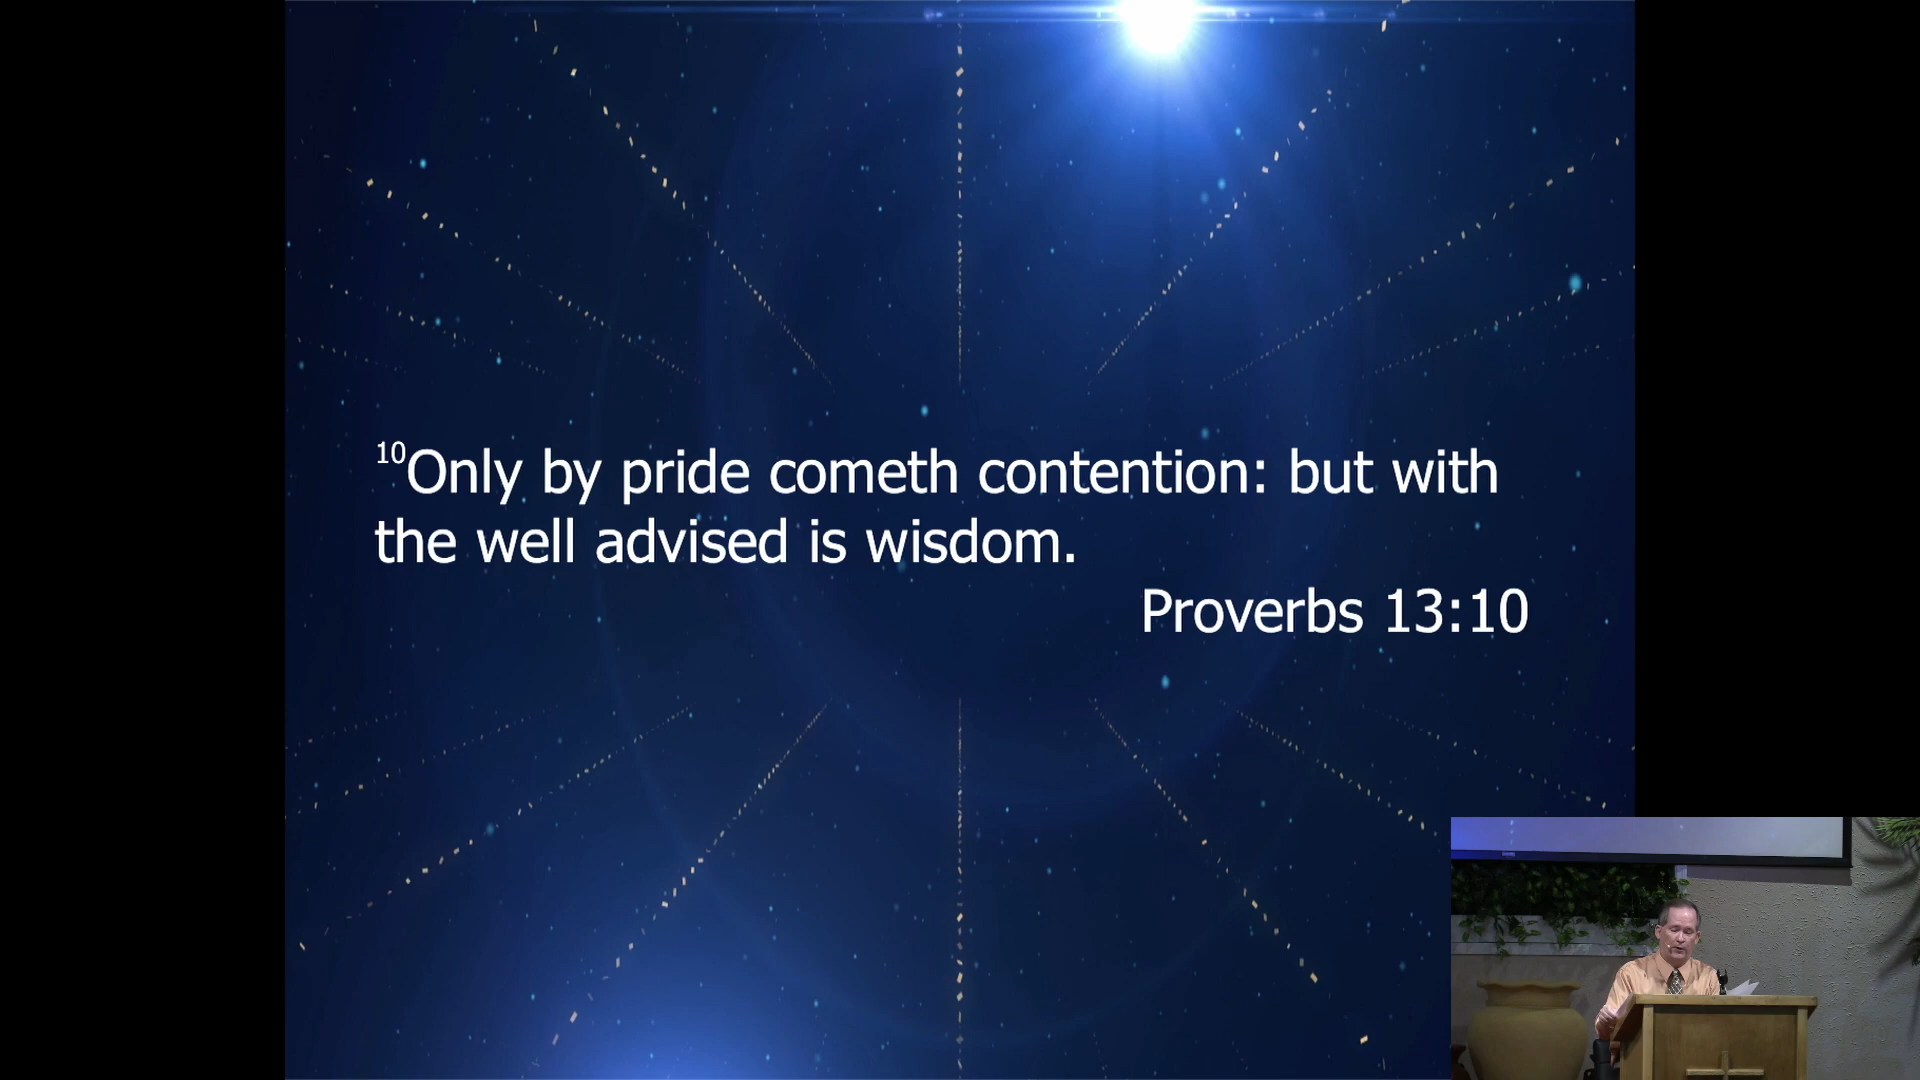 ¹⁰Only by pride cometh contention: but with
the well advised is wisdom.
Proverbs 13:10